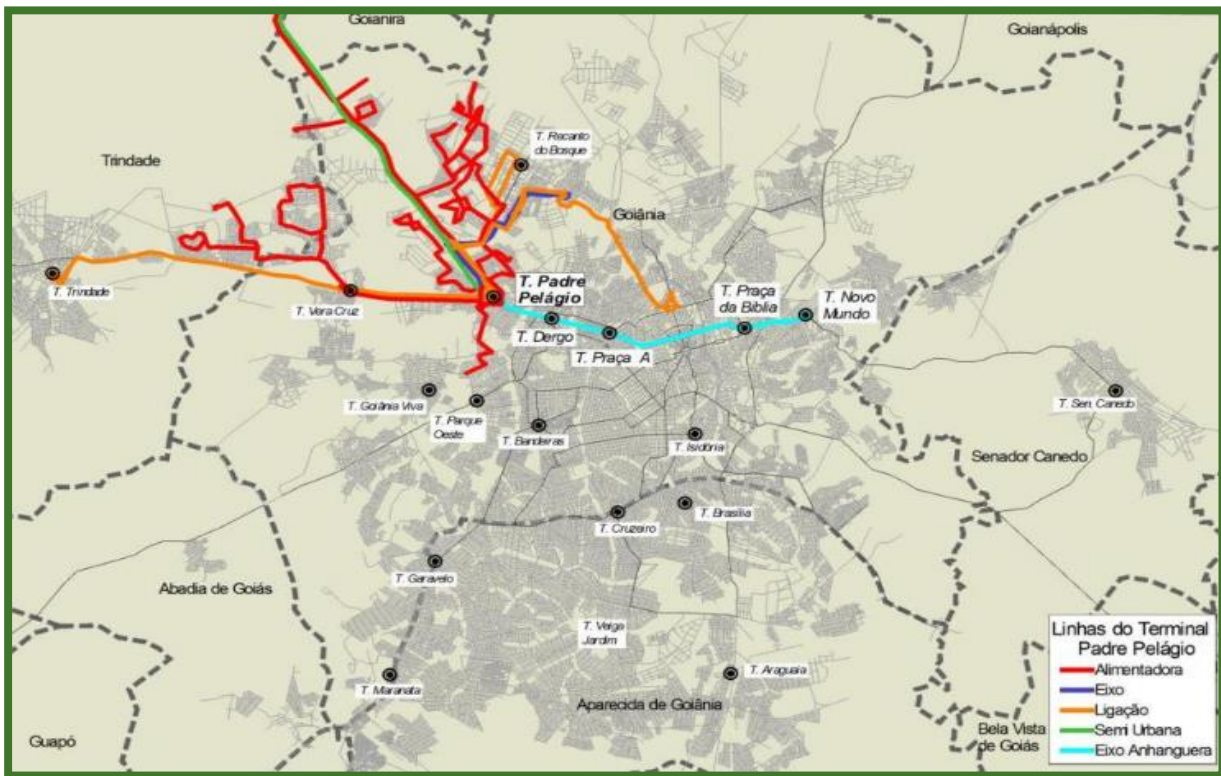 Goianira
Goianápolis
Trindade
T. Recanto
do Bosque
Goiânia
T. Trindade
T. Vera Cruz
T. Padre
Pelágio
T. Dergo
T. Praça A
T. Praça
da Bíblia
T. Novo
Mundo
T. Goiânia Viva
T. Parque
Oeste
T. Bandeiras
T. Isidória
T. Sen. Canedo
Senador Canedo
T. Cruzeiro
T. Brasília
T. Garavelo
Abadia de Goiás
T. Veiga
Jardim
T. Maranata
T. Araguaia
Aparecida de Goiânia
Guapó
Bela Vista
de Goiás
Linhas do Terminal
Padre Pelágio
Alimentadora
Eixo
Ligação
Semi Urbana
Eixo Anhanguera